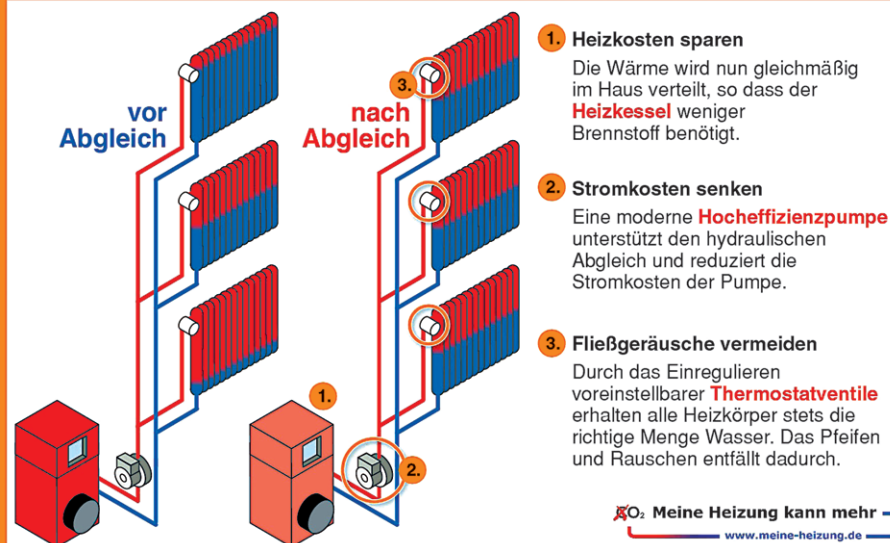 vor
Abgleich
3.
nach
Abgleich
1.
2.
1. Heizkosten sparen
Die Wärme wird nun gleichmäßig
im Haus verteilt, so dass der
Heizkessel weniger
Brennstoff benötigt.
2. Stromkosten senken
Eine moderne Hocheffizienzpumpe
unterstützt den hydraulischen
Abgleich und reduziert die
Stromkosten der Pumpe.
3. Fließgeräusche vermeiden
Durch das Einregulieren
voreinstellbarer Thermostatventile
erhalten alle Heizkörper stets die
richtige Menge Wasser. Das Pfeifen
und Rauschen entfällt dadurch.
CO₂ Meine Heizung kann mehr
www.meine-heizung.de